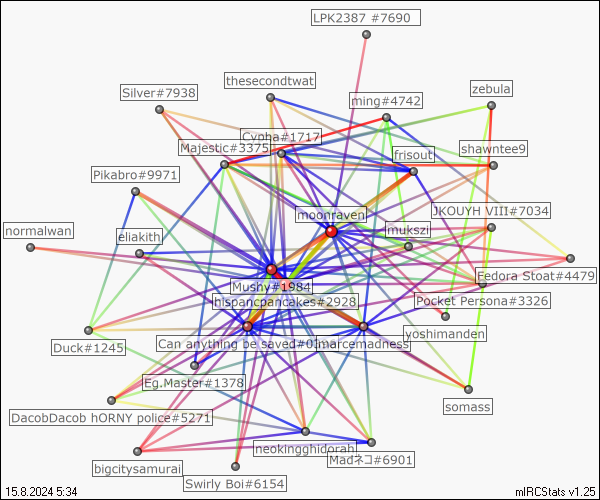 LPK2387 #7690
thesecondtwat
zebula
Silver#7938
ming#4742
Cypha#1717
Majestic#3375
shawntee9
frisout
Pikabro#9971
moonraven
JKOUYH VIII#7034
normalwan
eliakith
mukszi
Fedora Stoat#4479
Mushy#1984
hispancpancakes#2928
Pocket Persona#3326
yoshimanden
Duck#1245
Can anything be saved#0
marcemadness
Eg.Master#1378
somass
DacobDacob hORNY police#5271
neokingghidorah
Madネコ#6901
bigcitysamurai
Swirly Boi#6154
15.8.2024 5:34
mIRCStats v1.25